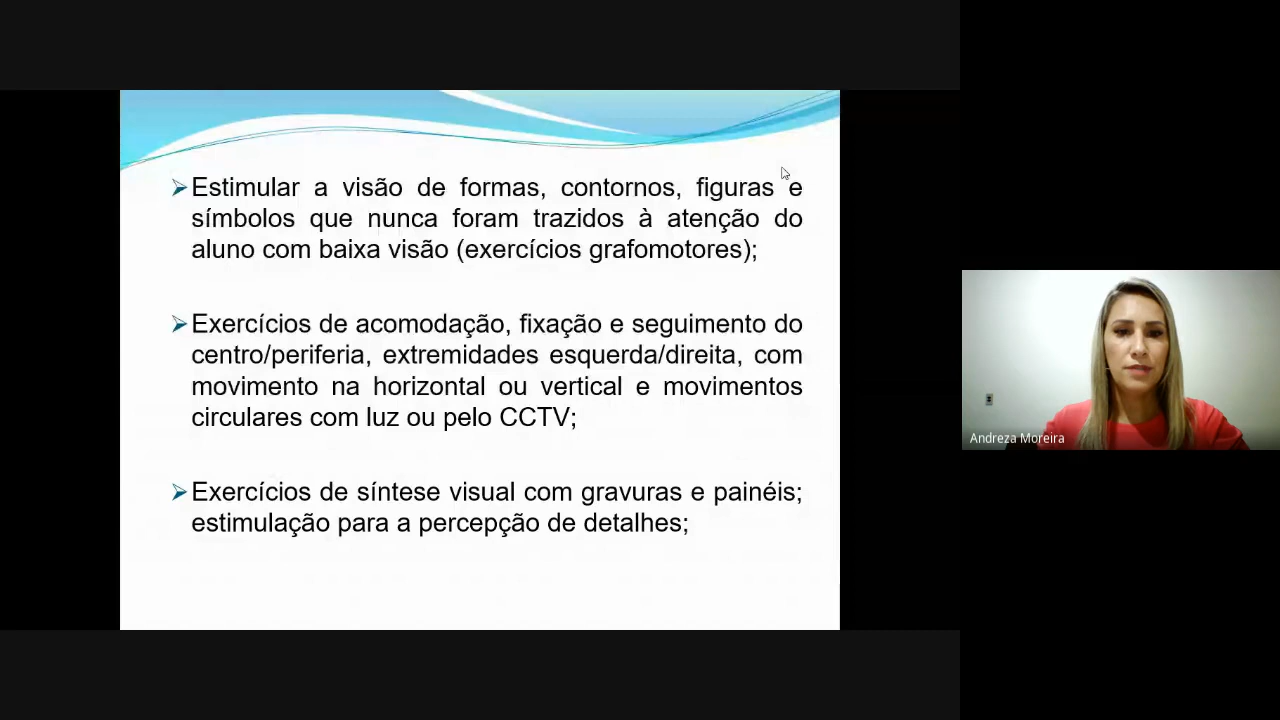 Estimular a visão de formas, contornos, figuras e
símbolos que nunca foram trazidos à atenção do
aluno com baixa visão (exercícios grafomotores);
Exercícios de acomodação, fixação e seguimento do
centro/periferia, extremidades esquerda/direita, com
movimento na horizontal ou vertical e movimentos
circulares com luz ou pelo CCTV;
Exercícios de síntese visual com gravuras e painéis;
estimulação para a percepção de detalhes;
Andreza Moreira